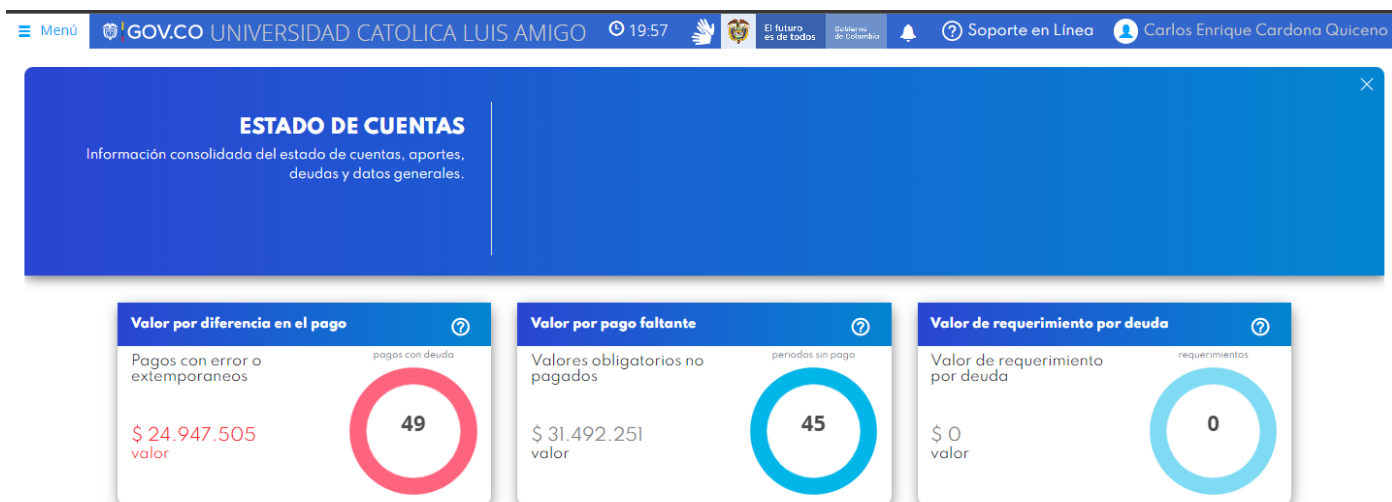 Menú GOV.CO UNIVERSIDAD CATOLICA LUIS AMIGO 19:57 El futuro es de todos Gobierno de Colombia Soporte en Línea Carlos Enrique Cardona Quiceno
ESTADO DE CUENTAS
Información consolidada del estado de cuentas, aportes,
deudas y datos generales.
Valor por diferencia en el pago
Pagos con error o
extemporaneos
pagos con deuda
49
$ 24.947.505
valor
Valor por pago faltante
Valores obligatorios no
pagados
periodos sin pago
45
$ 31.492.251
valor
Valor de requerimiento por deuda
Valor de requerimiento
por deuda
requerimientos
0
$ 0
valor